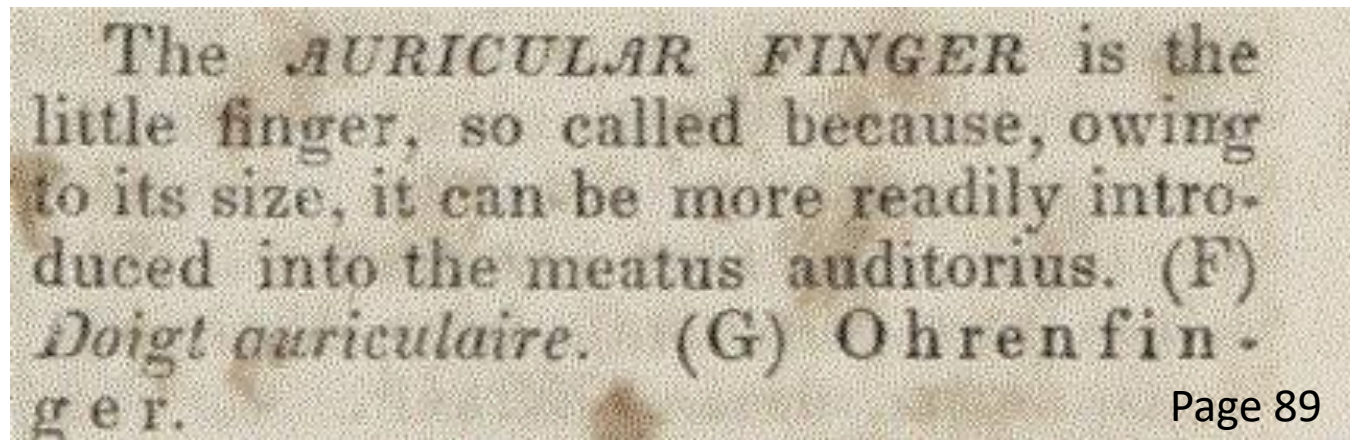 The AURICULAR FINGER is the
little finger, so called because, owing
to its size, it can be more readily intro-
duced into the meatus auditorius. (F)
Doigt auriculaire. (G) Ohrenfin-
ger.
Page 89